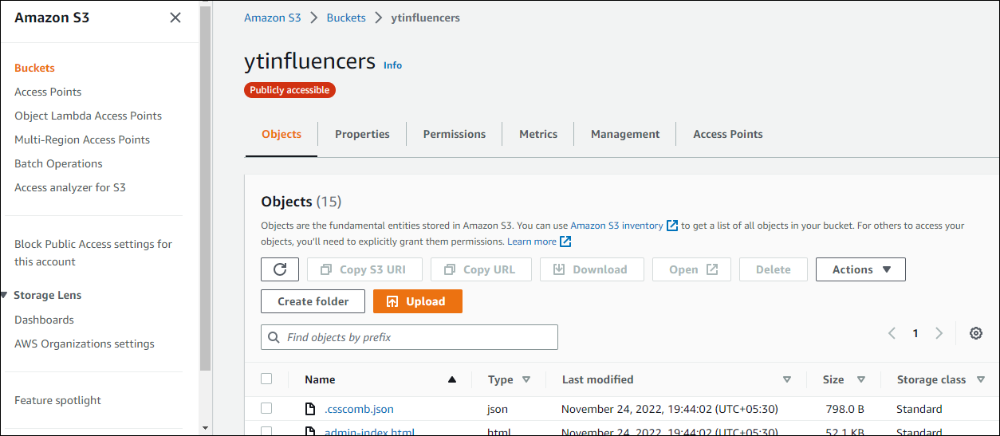 Amazon S3
Buckets
Access Points
Object Lambda Access Points
Multi-Region Access Points
Batch Operations
Access analyzer for S3
Block Public Access settings for
this account
Storage Lens
Dashboards
AWS Organizations settings
Feature spotlight
Amazon S3 > Buckets > ytinfluencers
ytinfluencers Info
Publicly accessible
Objects Properties Permissions Metrics Management Access Points
Objects (15)
Objects are the fundamental entities stored in Amazon S3. You can use Amazon S3 inventory to get a list of all objects in your bucket. For others to access your
objects, you'll need to explicitly grant them permissions. Learn more
Copy S3 URI Copy URL Download Open Delete Actions
Create folder Upload
Find objects by prefix
1
Name Type Last modified Size Storage class
.csscomb.json json November 24, 2022, 19:44:02 (UTC+05:30) 798.0 B Standard
admin-index.html html November 24, 2022, 19:44:02 (UTC+05:30) 52.1 KB Standard